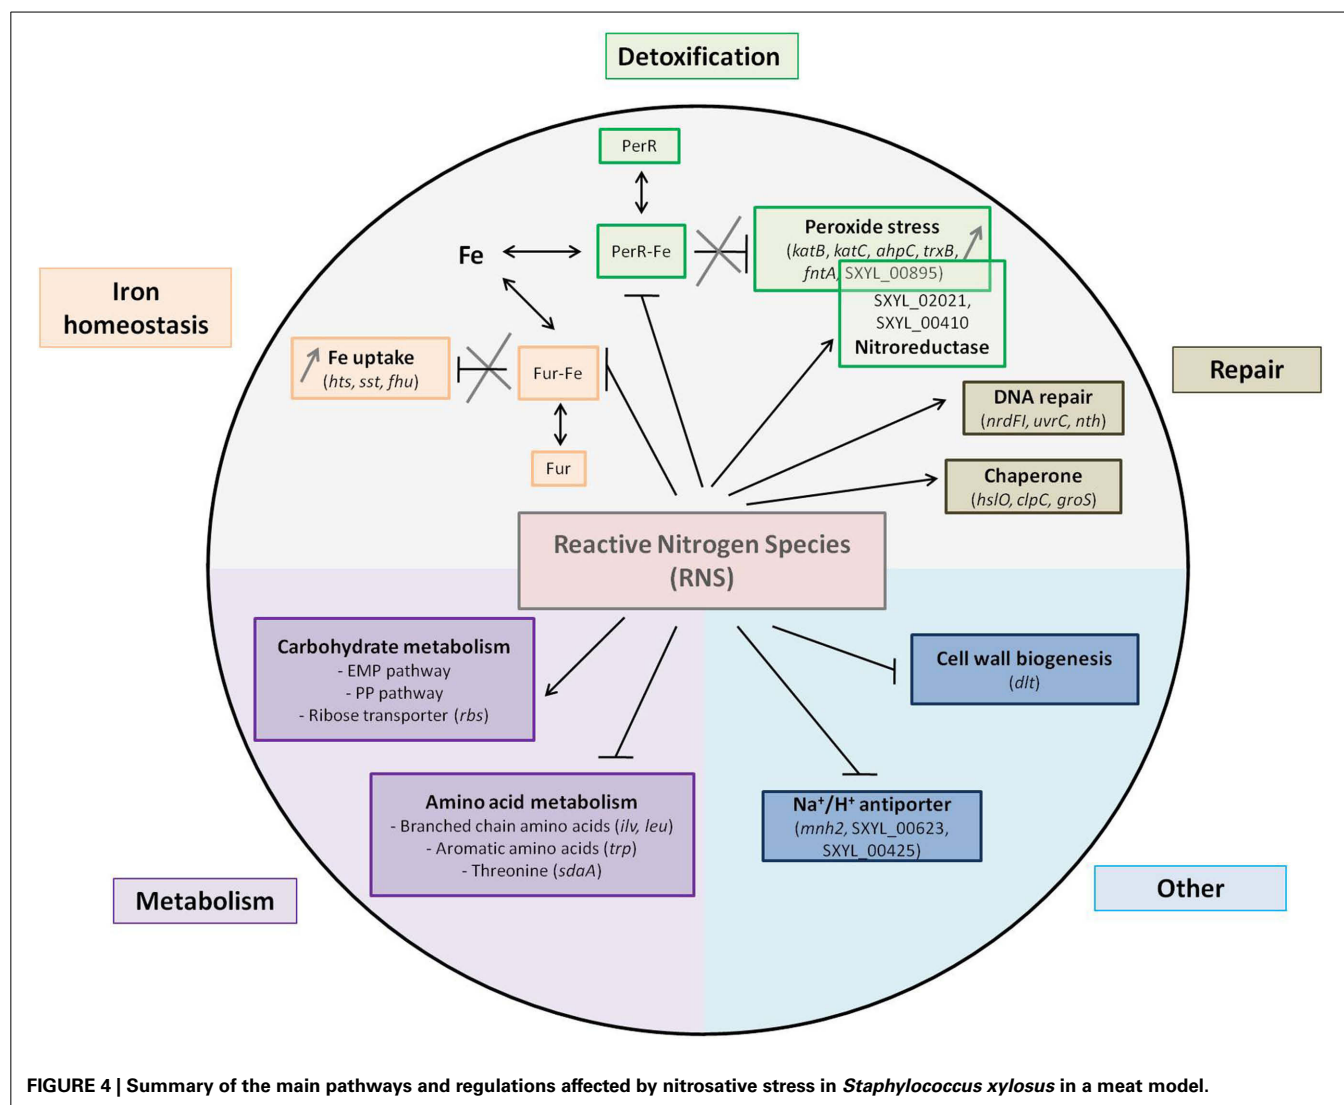 Detoxification
PerR
PerR-Fe
Fe
Peroxide stress
(katB, katC, ahpC, trxB,
fntA, SXYL_00895)
SXYL_02021,
SXYL_00410
Nitroreductase
Iron
homeostasis
Fe uptake
(hts, sst, fhu)
Fur-Fe
Fur
Repair
DNA repair
(nrdFI, uvrC, nth)
Chaperone
(hslO, clpC, groS)
Reactive Nitrogen Species
(RNS)
Carbohydrate metabolism
- EMP pathway
- PP pathway
- Ribose transporter (rbs)
Amino acid metabolism
- Branched chain amino acids (ilv, leu)
- Aromatic amino acids (trp)
- Threonine (sdaA)
Metabolism
Cell wall biogenesis
(dlt)
Na⁺/H⁺ antiporter
(mnh2, SXYL_00623,
SXYL_00425)
Other
FIGURE 4 | Summary of the main pathways and regulations affected by nitrosative stress in Staphylococcus xylosus in a meat model.